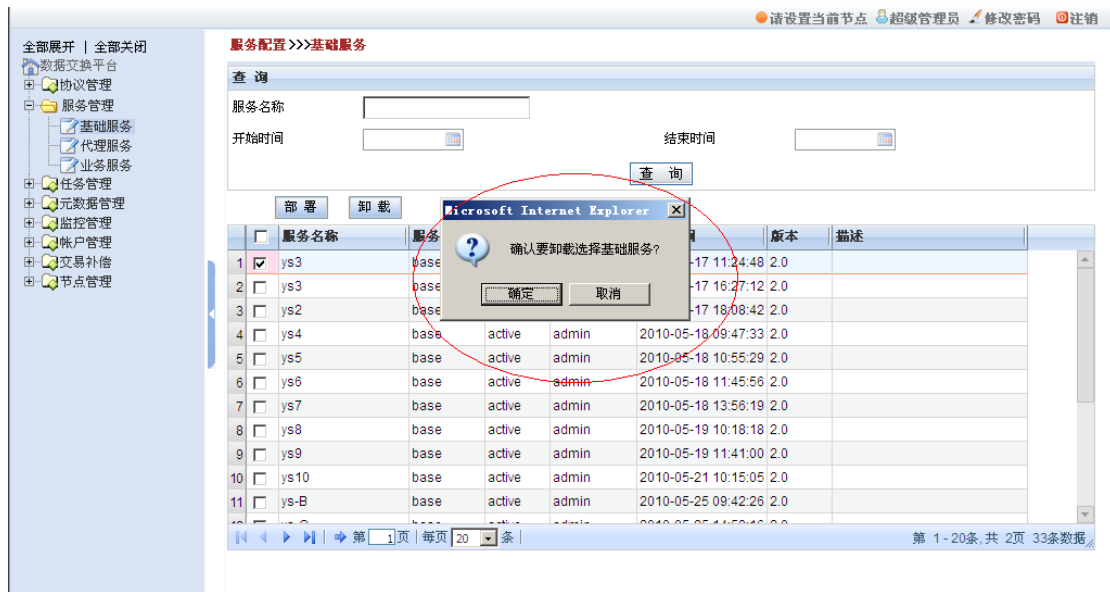 请设置当前节点 超级管理员 修改密码 注销
全部展开 | 全部关闭
数据交换平台
协议管理
服务管理
基础服务
代理服务
业务服务
任务管理
元数据管理
监控管理
帐户管理
交易补偿
节点管理
服务配置>>>基础服务
查 询
服务名称
开始时间 结束时间
查 询
部 署 卸 载
Microsoft Internet Explorer
确认要卸载选择基础服务?
确定 取消
服务名称 服务 版本 描述
1 ys3 base -17 11:24:48 2.0
2 ys3 base -17 16:27:12 2.0
3 ys2 base -17 18:08:42 2.0
4 ys4 base active admin 2010-05-18 09:47:33 2.0
5 ys5 base active admin 2010-05-18 10:55:29 2.0
6 ys6 base active admin 2010-05-18 11:45:56 2.0
7 ys7 base active admin 2010-05-18 13:56:19 2.0
8 ys8 base active admin 2010-05-19 10:18:18 2.0
9 ys9 base active admin 2010-05-19 11:41:00 2.0
10 ys10 base active admin 2010-05-21 10:15:05 2.0
11 ys-B base active admin 2010-05-25 09:42:26 2.0
第 1 页 每页 20 条 第 1 - 20条, 共 2页 33条数据